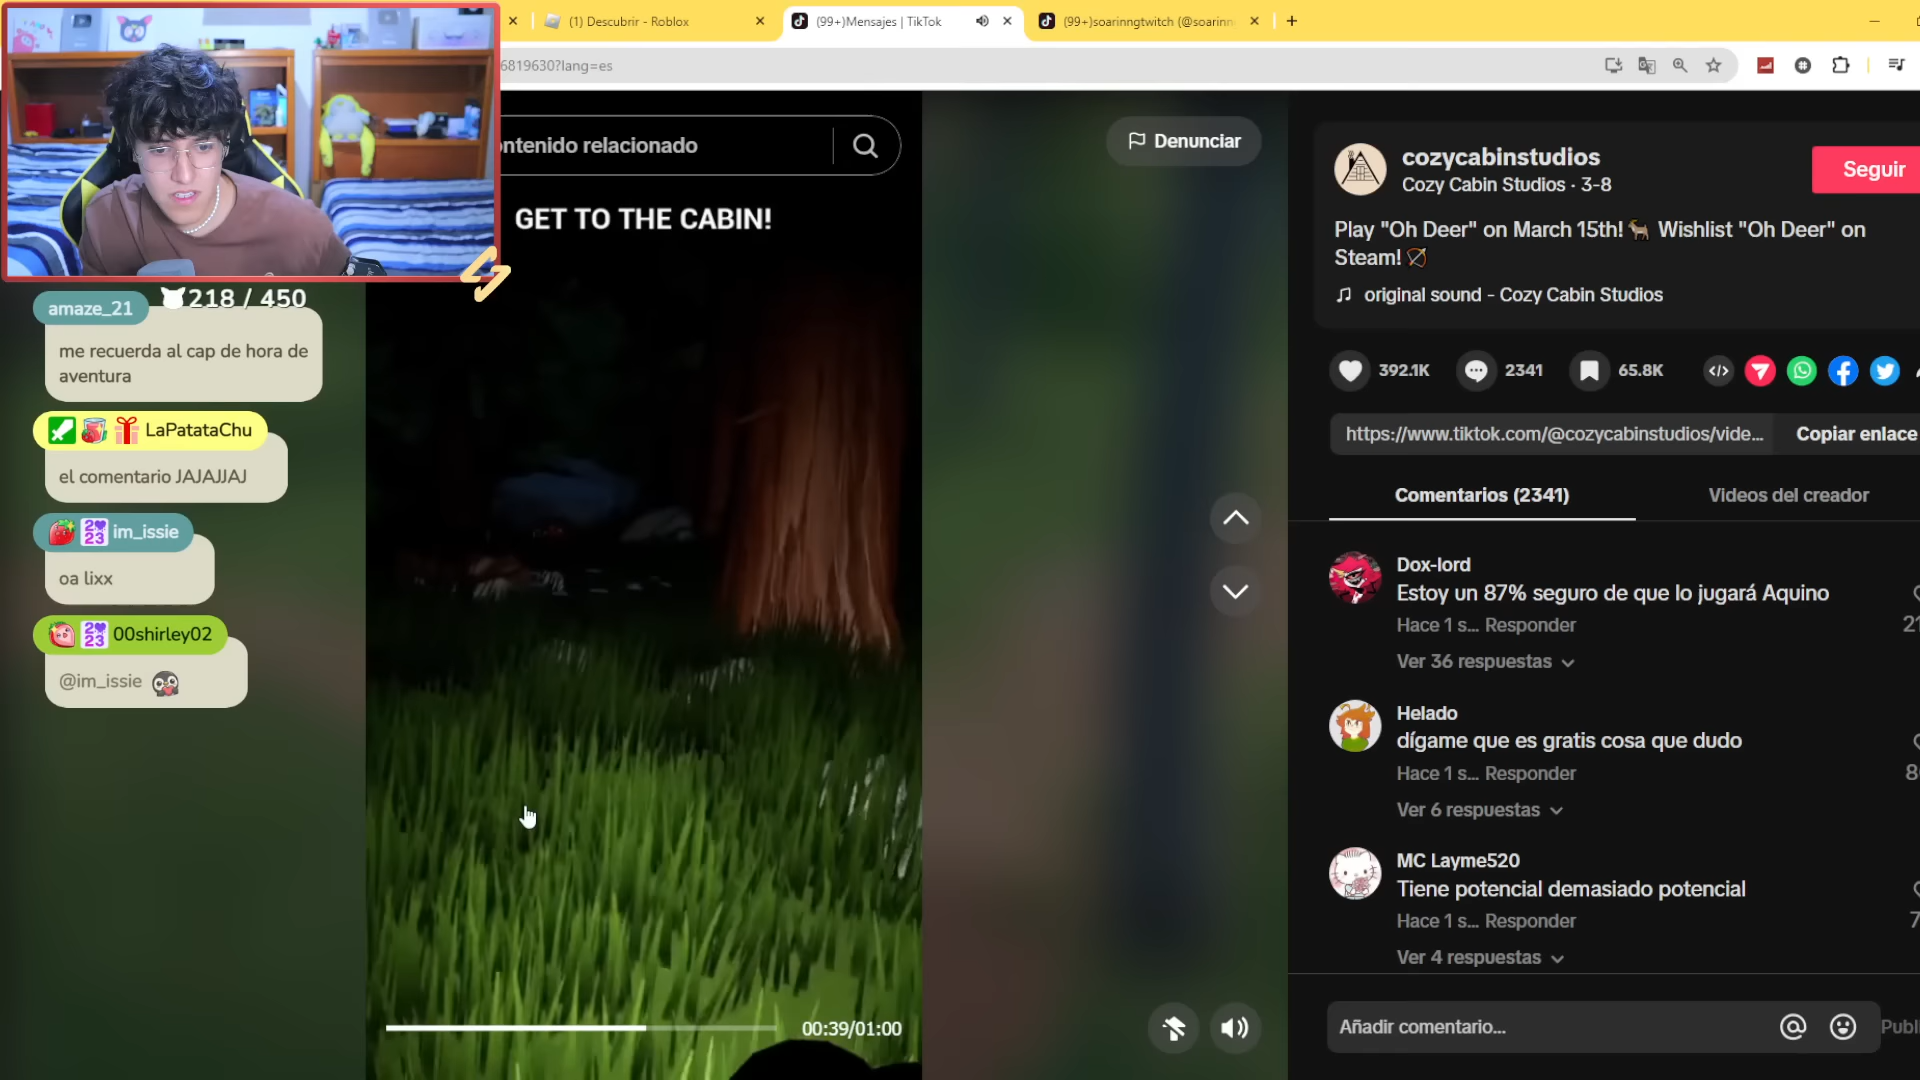 (1) Descubrir - Roblox
(99+)Mensajes | TikTok
(99+)soarinngtwitch (@soarinn
6819630?lang=es
ontenido relacionado
Denunciar
GET TO THE CABIN!
218 / 450
amaze_21
me recuerda al cap de hora de
aventura
LaPatataChu
el comentario JAJAJJAJ
2 23 im_issie
oa lixx
2 23 00shirley02
@im_issie
00:39/01:00
cozycabinstudios
Cozy Cabin Studios · 3-8
Seguir
Play "Oh Deer" on March 15th! 🐐 Wishlist "Oh Deer" on
Steam! 🏹
original sound - Cozy Cabin Studios
392.1K
2341
65.8K
https://www.tiktok.com/@cozycabinstudios/vide...
Copiar enlace
Comentarios (2341)
Videos del creador
Dox-lord
Estoy un 87% seguro de que lo jugará Aquino
Hace 1 s... Responder
Ver 36 respuestas
Helado
dígame que es gratis cosa que dudo
Hace 1 s... Responder
Ver 6 respuestas
MC Layme520
Tiene potencial demasiado potencial
Hace 1 s... Responder
Ver 4 respuestas
Añadir comentario...
Publi